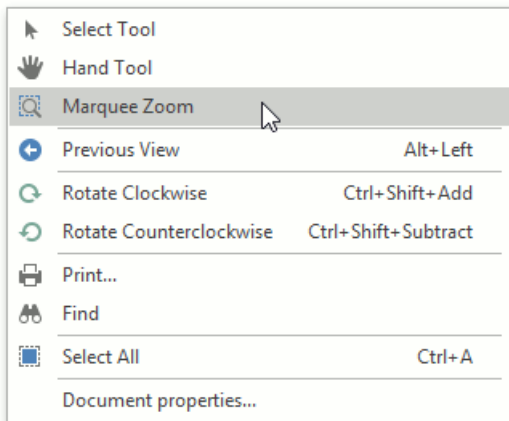 Select Tool
Hand Tool
Marquee Zoom
Previous View Alt+Left
Rotate Clockwise Ctrl+Shift+Add
Rotate Counterclockwise Ctrl+Shift+Subtract
Print...
Find
Select All Ctrl+A
Document properties...